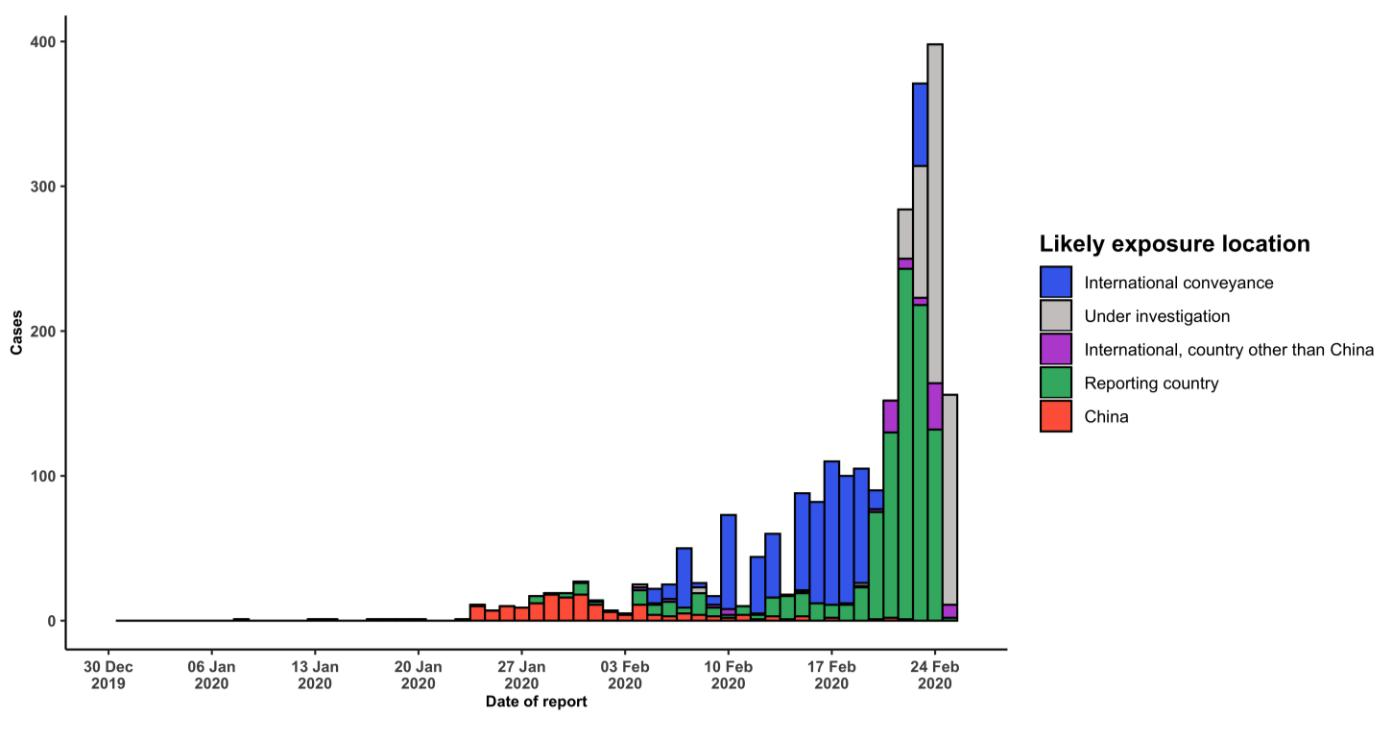 400
300
200
100
0
Cases
30 Dec 2019
06 Jan 2020
13 Jan 2020
20 Jan 2020
27 Jan 2020
03 Feb 2020
10 Feb 2020
17 Feb 2020
24 Feb 2020
Date of report
Likely exposure location
International conveyance
Under investigation
International, country other than China
Reporting country
China